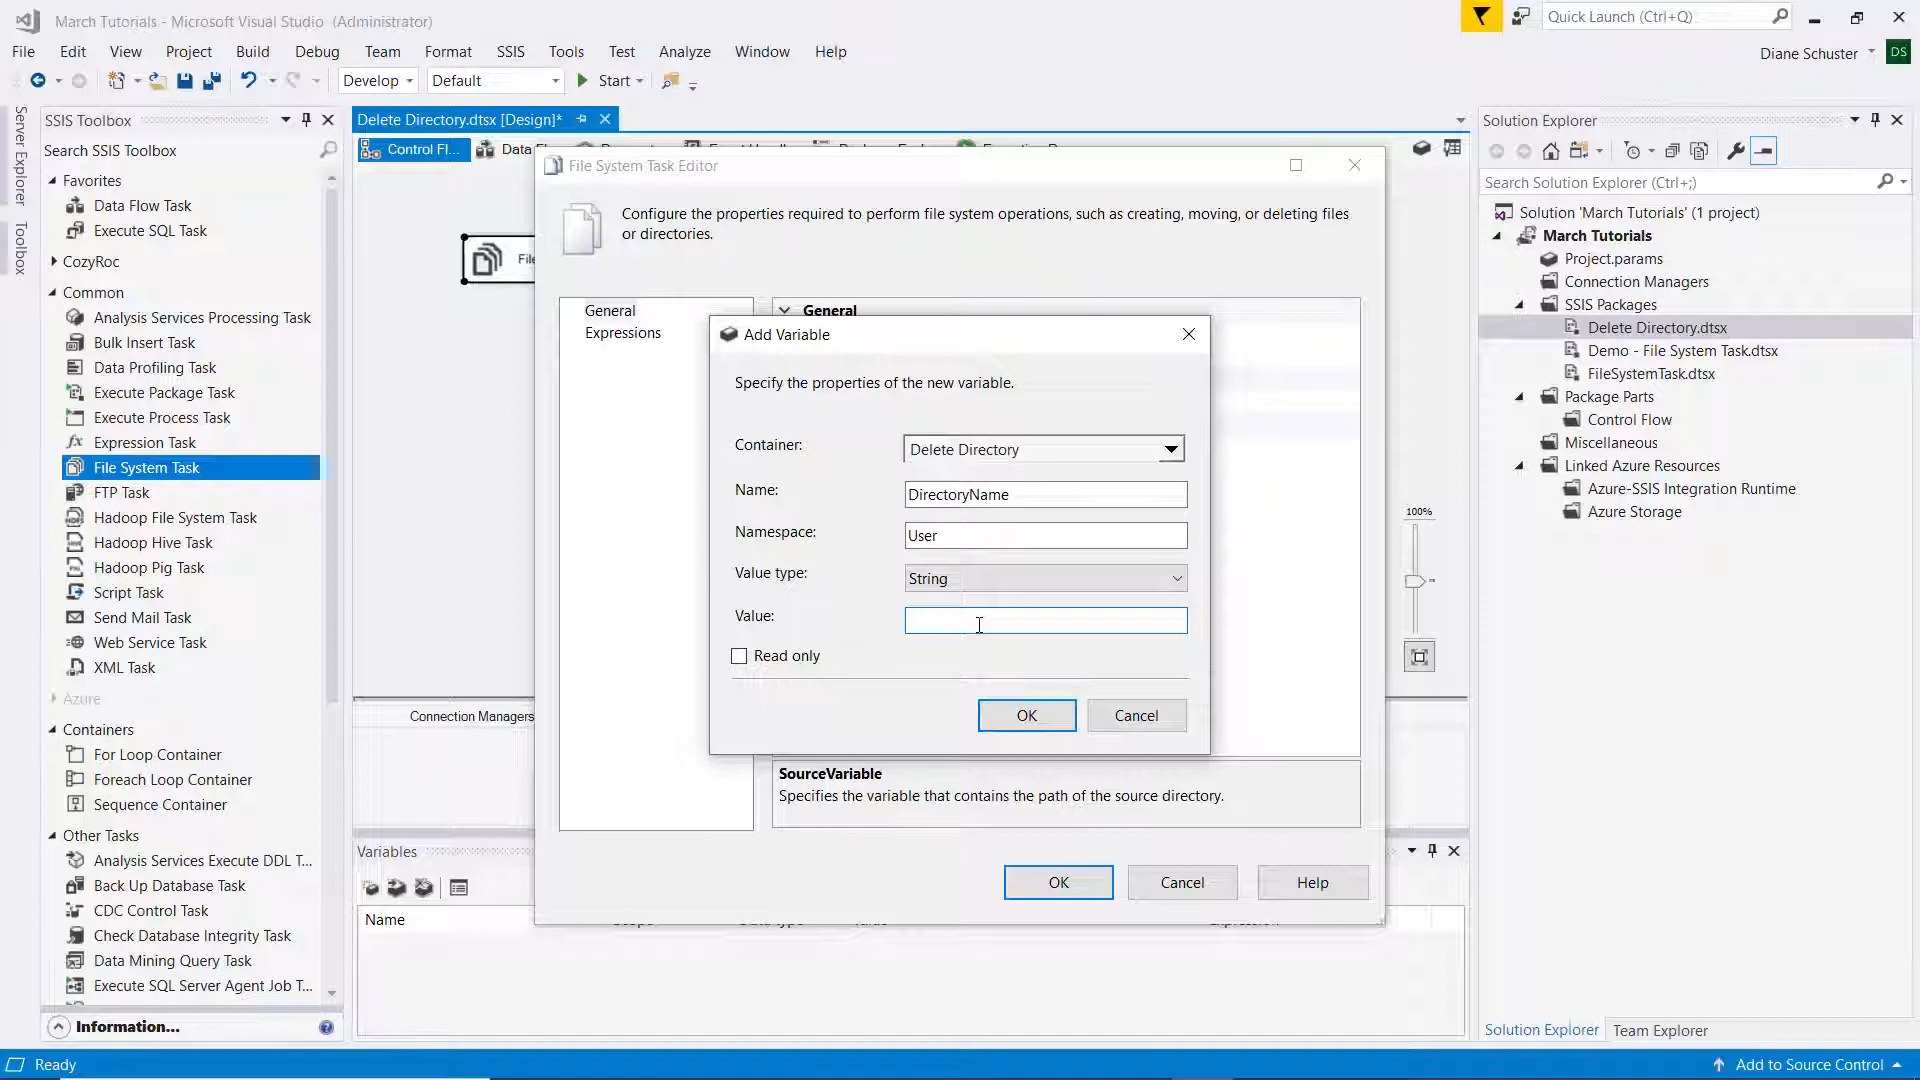 March Tutorials - Microsoft Visual Studio (Administrator)
Quick Launch (Ctrl+Q)
File Edit View Project Build Debug Team Format SSIS Tools Test Analyze Window Help
Diane Schuster DS
Develop Default Start
Server Explorer
Toolbox
SSIS Toolbox
Search SSIS Toolbox
Favorites
Data Flow Task
Execute SQL Task
CozyRoc
Common
Analysis Services Processing Task
Bulk Insert Task
Data Profiling Task
Execute Package Task
Execute Process Task
Expression Task
File System Task
FTP Task
Hadoop File System Task
Hadoop Hive Task
Hadoop Pig Task
Script Task
Send Mail Task
Web Service Task
XML Task
Azure
Containers
For Loop Container
Foreach Loop Container
Sequence Container
Other Tasks
Analysis Services Execute DDL T...
Back Up Database Task
CDC Control Task
Check Database Integrity Task
Data Mining Query Task
Execute SQL Server Agent Job T...
Information...
Delete Directory.dtsx [Design]*
Control Fl... Data
File System Task Editor
Configure the properties required to perform file system operations, such as creating, moving, or deleting files
or directories.
General
Expressions
General
Add Variable
Specify the properties of the new variable.
Container: Delete Directory
Name: DirectoryName
Namespace: User
Value type: String
Value:
Read only
OK Cancel
SourceVariable
Specifies the variable that contains the path of the source directory.
OK Cancel Help
100%
Connection Managers
Variables
Name
Solution Explorer
Search Solution Explorer (Ctrl+;)
Solution 'March Tutorials' (1 project)
March Tutorials
Project.params
Connection Managers
SSIS Packages
Delete Directory.dtsx
Demo - File System Task.dtsx
FileSystemTask.dtsx
Package Parts
Control Flow
Miscellaneous
Linked Azure Resources
Azure-SSIS Integration Runtime
Azure Storage
Solution Explorer Team Explorer
Ready
Add to Source Control